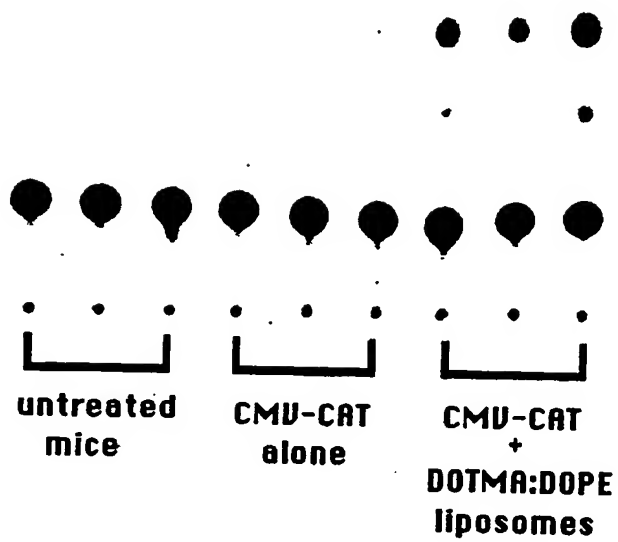 untreated
mice
CMV-CAT
alone
CMV-CAT
+
DOTMA:DOPE
liposomes